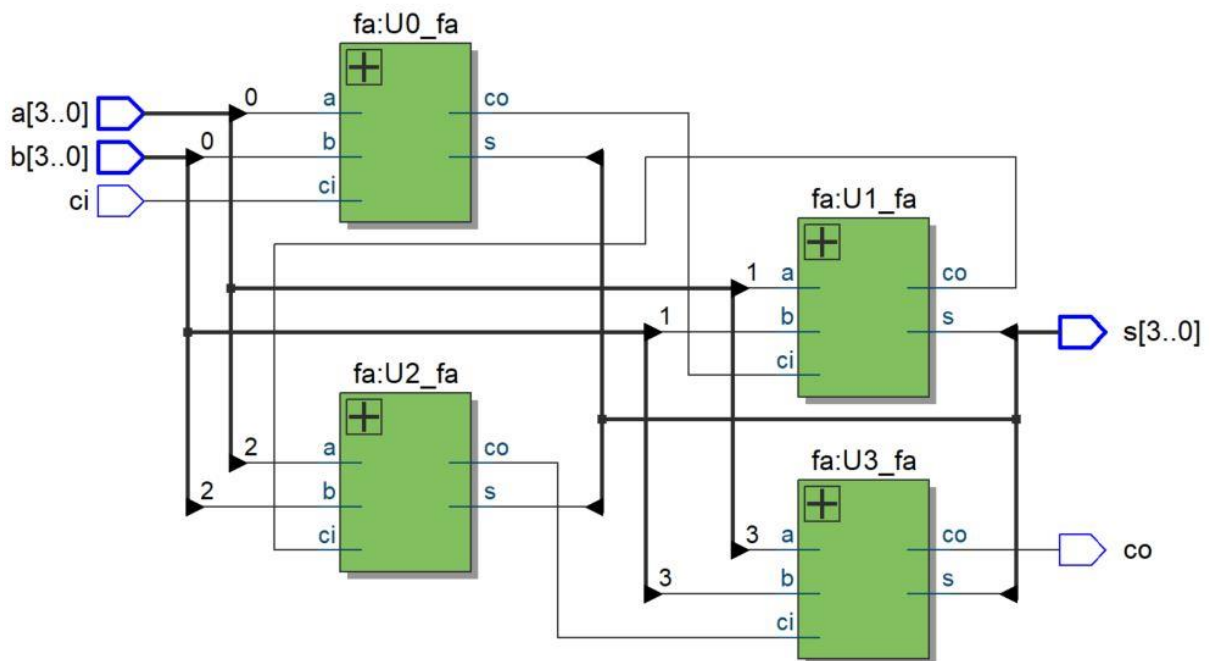 fa:U0_fa
a[3..0]
0
a
co
b[3..0]
0
b
s
ci
ci
fa:U1_fa
1
a
co
1
b
s
s[3..0]
ci
fa:U2_fa
2
a
co
2
b
s
ci
fa:U3_fa
3
a
co
co
3
b
s
ci